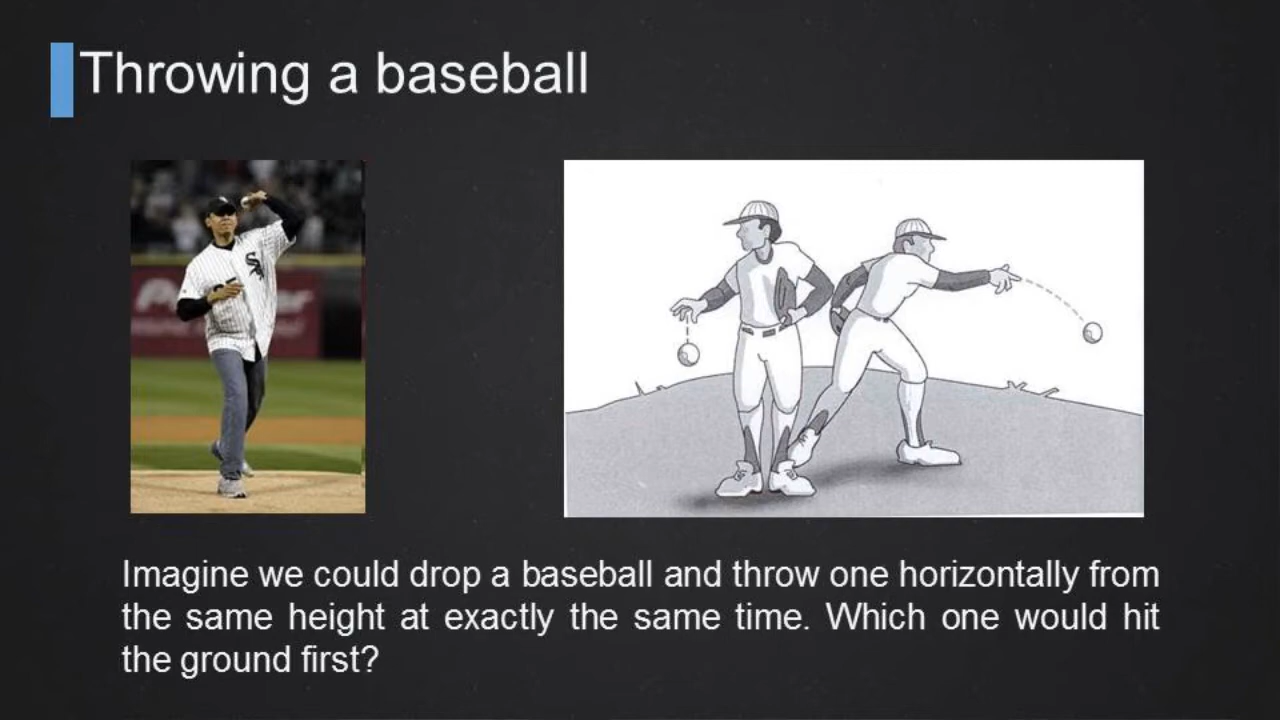 Throwing a baseball
Imagine we could drop a baseball and throw one horizontally from
the same height at exactly the same time. Which one would hit
the ground first?